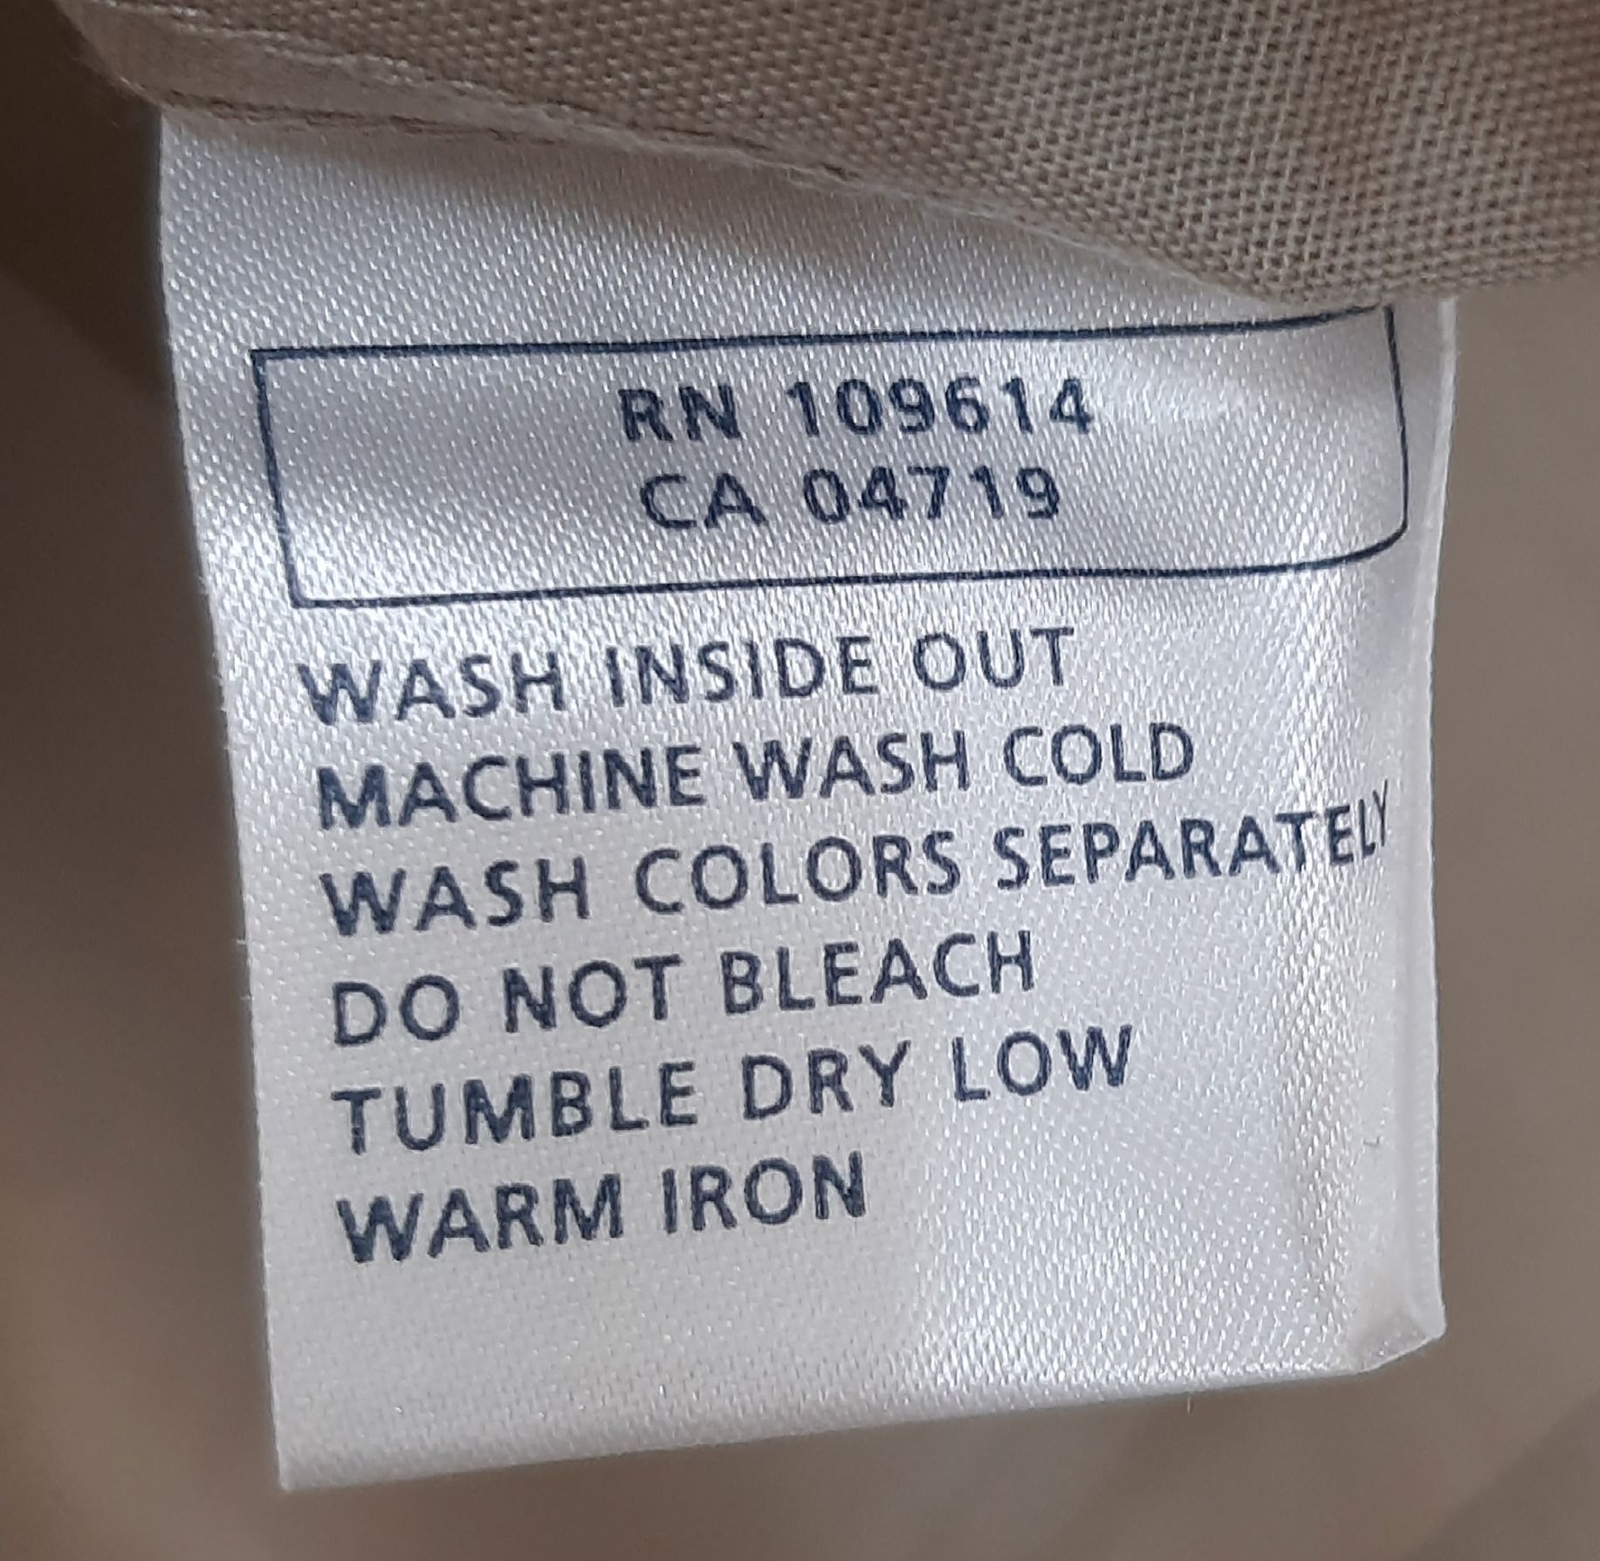 RN 109614
CA 04719
WASH INSIDE OUT
MACHINE WASH COLD
WASH COLORS SEPARATELY
DO NOT BLEACH
TUMBLE DRY LOW
WARM IRON